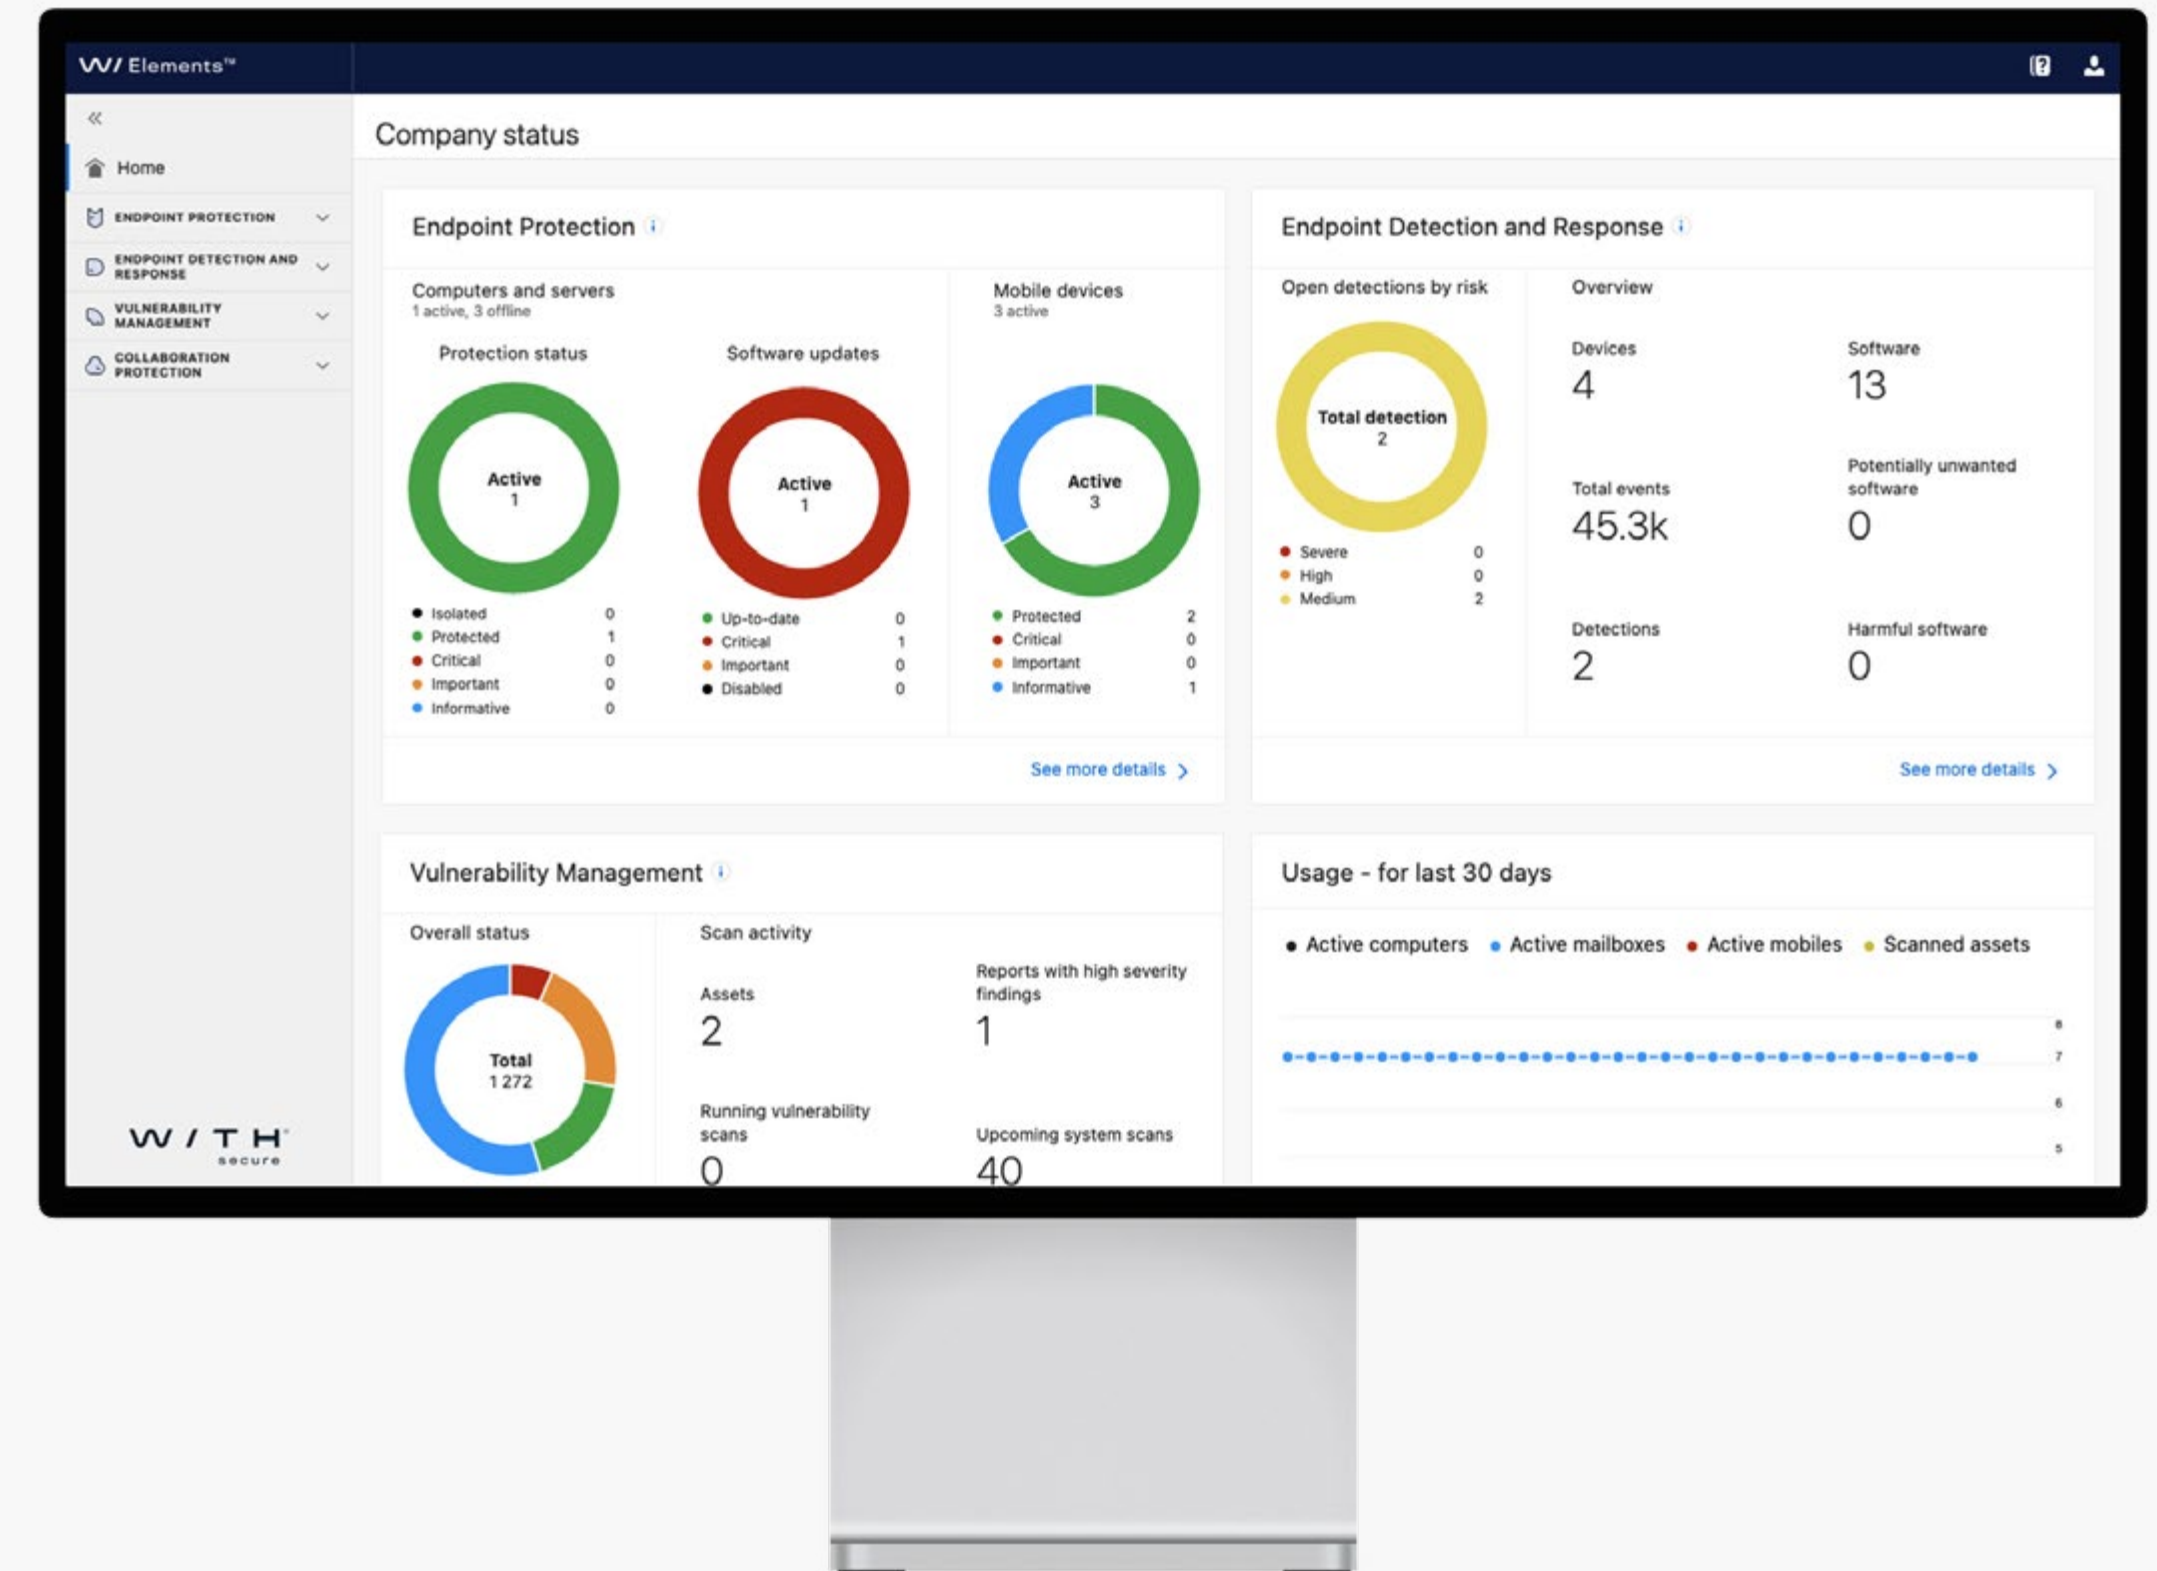 W/ Elements™
Home
ENDPOINT PROTECTION
ENDPOINT DETECTION AND
RESPONSE
VULNERABILITY
MANAGEMENT
COLLABORATION
PROTECTION
W / T H
secure
Company status
Endpoint Protection
Computers and servers
1 active, 3 offline
Protection status
Active
1
Isolated 0
Protected 1
Critical 0
Important 0
Informative 0
Software updates
Active
1
Up-to-date 0
Critical 1
Important 0
Disabled 0
Mobile devices
3 active
Active
3
Protected 2
Critical 0
Important 0
Informative 1
See more details
Endpoint Detection and Response
Open detections by risk
Total detection
2
Severe 0
High 0
Medium 2
Overview
Devices
4
Software
13
Total events
45.3k
Potentially unwanted
software
0
Detections
2
Harmful software
0
See more details
Vulnerability Management
Overall status
Total
1 272
Scan activity
Assets
2
Reports with high severity
findings
1
Running vulnerability
scans
0
Upcoming system scans
40
Usage - for last 30 days
Active computers Active mailboxes Active mobiles Scanned assets
8
7
6
5